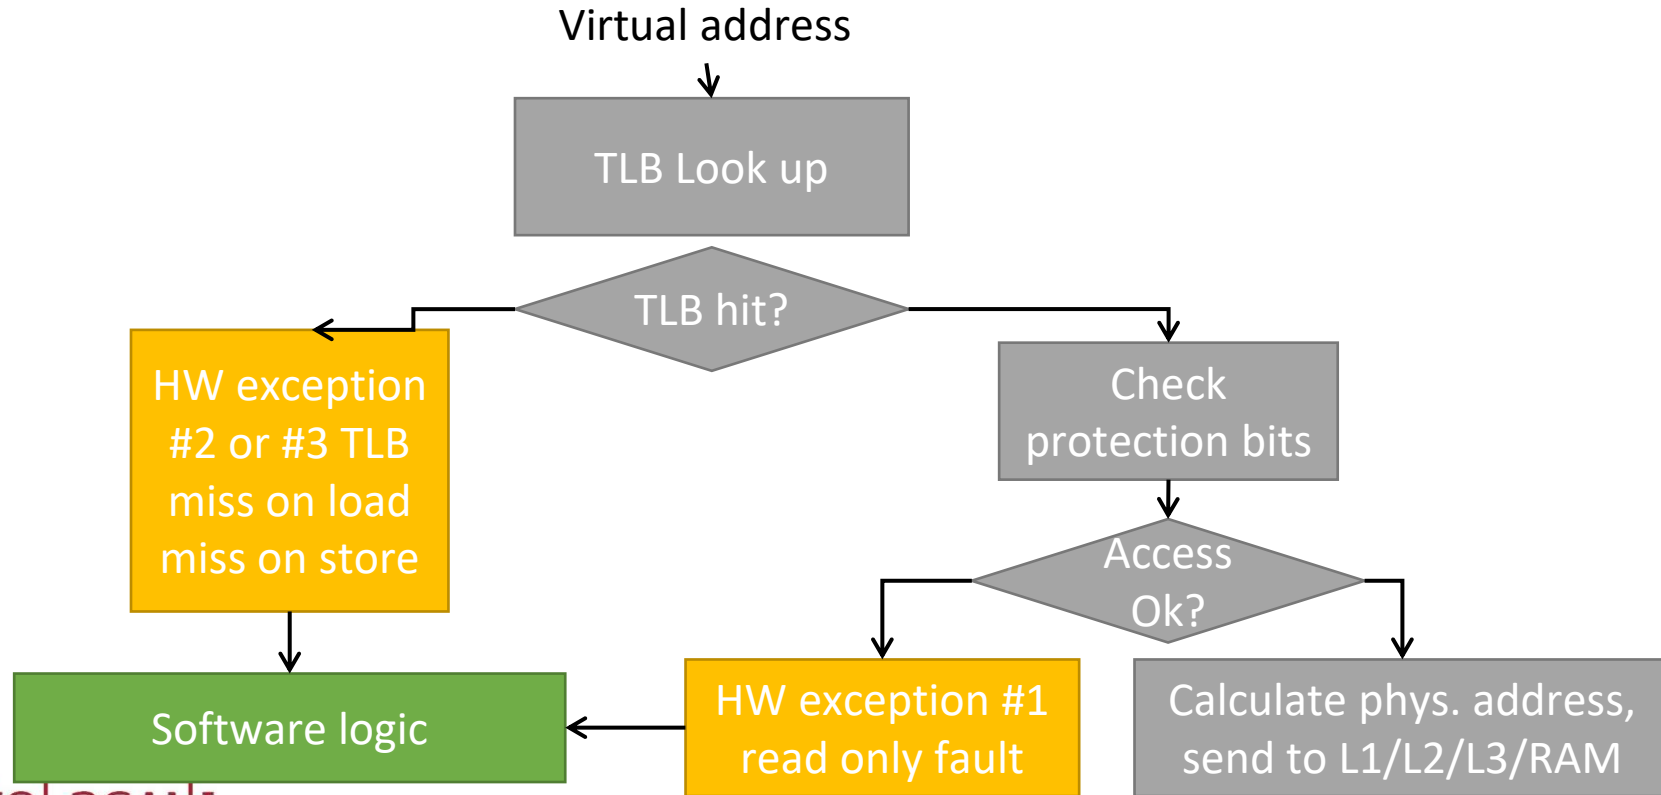 Virtual address
TLB Look up
TLB hit?
HW exception
#2 or #3 TLB
miss on load
miss on store
Check
protection bits
Access
Ok?
Software logic
HW exception #1
read only fault
Calculate phys. address,
send to L1/L2/L3/RAM